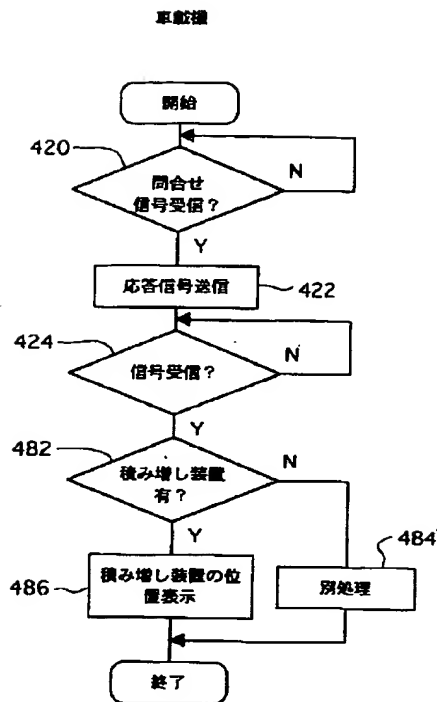 車載機
開始
420
問合せ
信号受信？
N
Y
応答信号送信
422
424
信号受信？
N
Y
482
積み増し装置
有？
N
Y
484
486
積み増し装置の位
置表示
別処理
終了